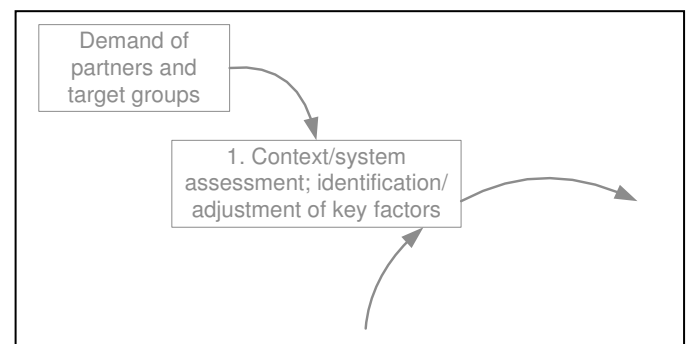 Demand of
partners and
target groups
1. Context/system
assessment; identification/
adjustment of key factors